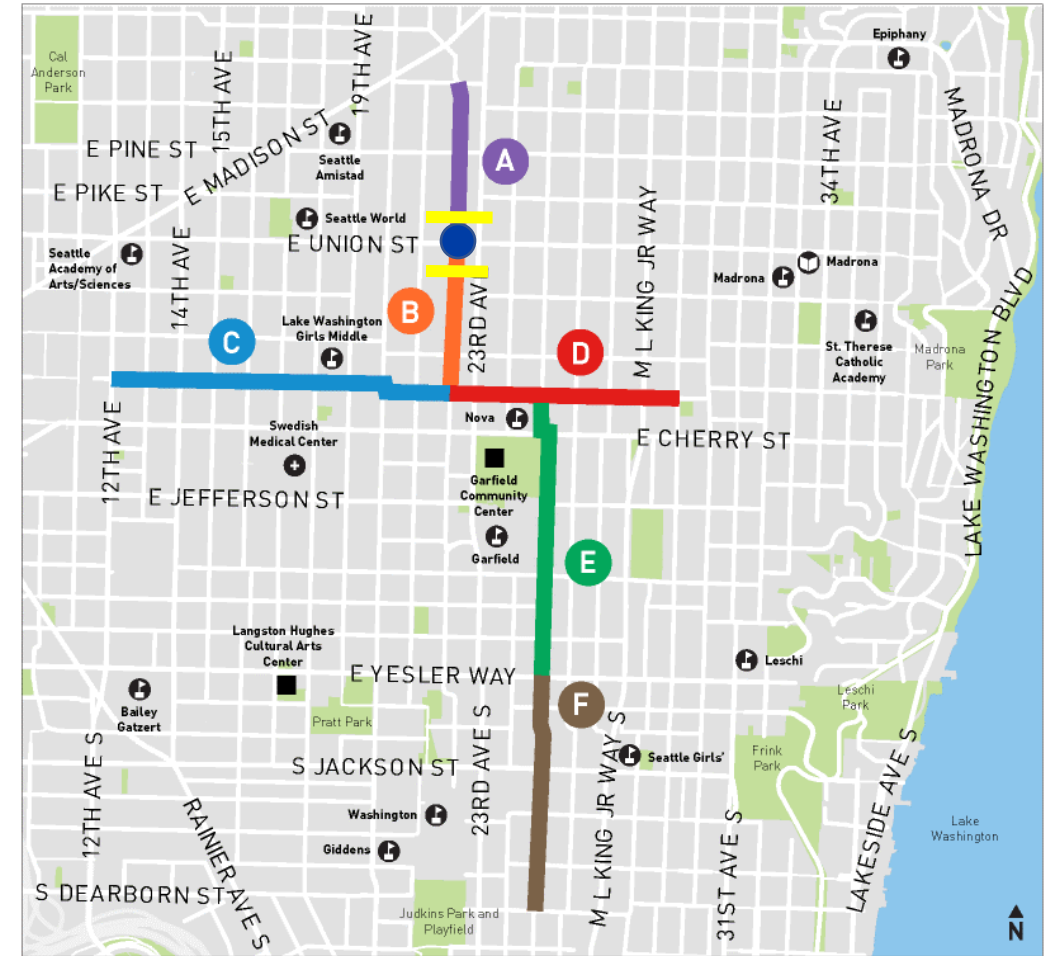 Epiphany
Cal
Anderson
Park
15TH AVE
19TH AVE
34TH AVE
MADRONA DR
E PINE ST
E MADISON ST
Seattle
Amistad
A
E PIKE ST
Seattle World
E UNION ST
Seattle
Academy of
Arts/Sciences
14TH AVE
M L KING JR WAY
Madrona
Madrona
B
23RD AVE
Lake Washington
Girls Middle
C
D
St. Therese
Catholic
Academy
Madrona
Park
LAKE WASHINGTON BLVD
12TH AVE
Nova
E CHERRY ST
Swedish
Medical Center
E JEFFERSON ST
Garfield
Community
Center
Garfield
E
Langston Hughes
Cultural Arts
Center
E YESLER WAY
Leschi
Bailey
Gatzert
Pratt Park
F
Leschi
Park
12TH AVE S
S JACKSON ST
23RD AVE S
M L KING JR WAY S
Seattle Girls'
Frink
Park
LAKESIDE AVE S
RAINIER AVE S
Washington
Giddens
31ST AVE S
Lake
Washington
S DEARBORN ST
Judkins Park and
Playfield
N